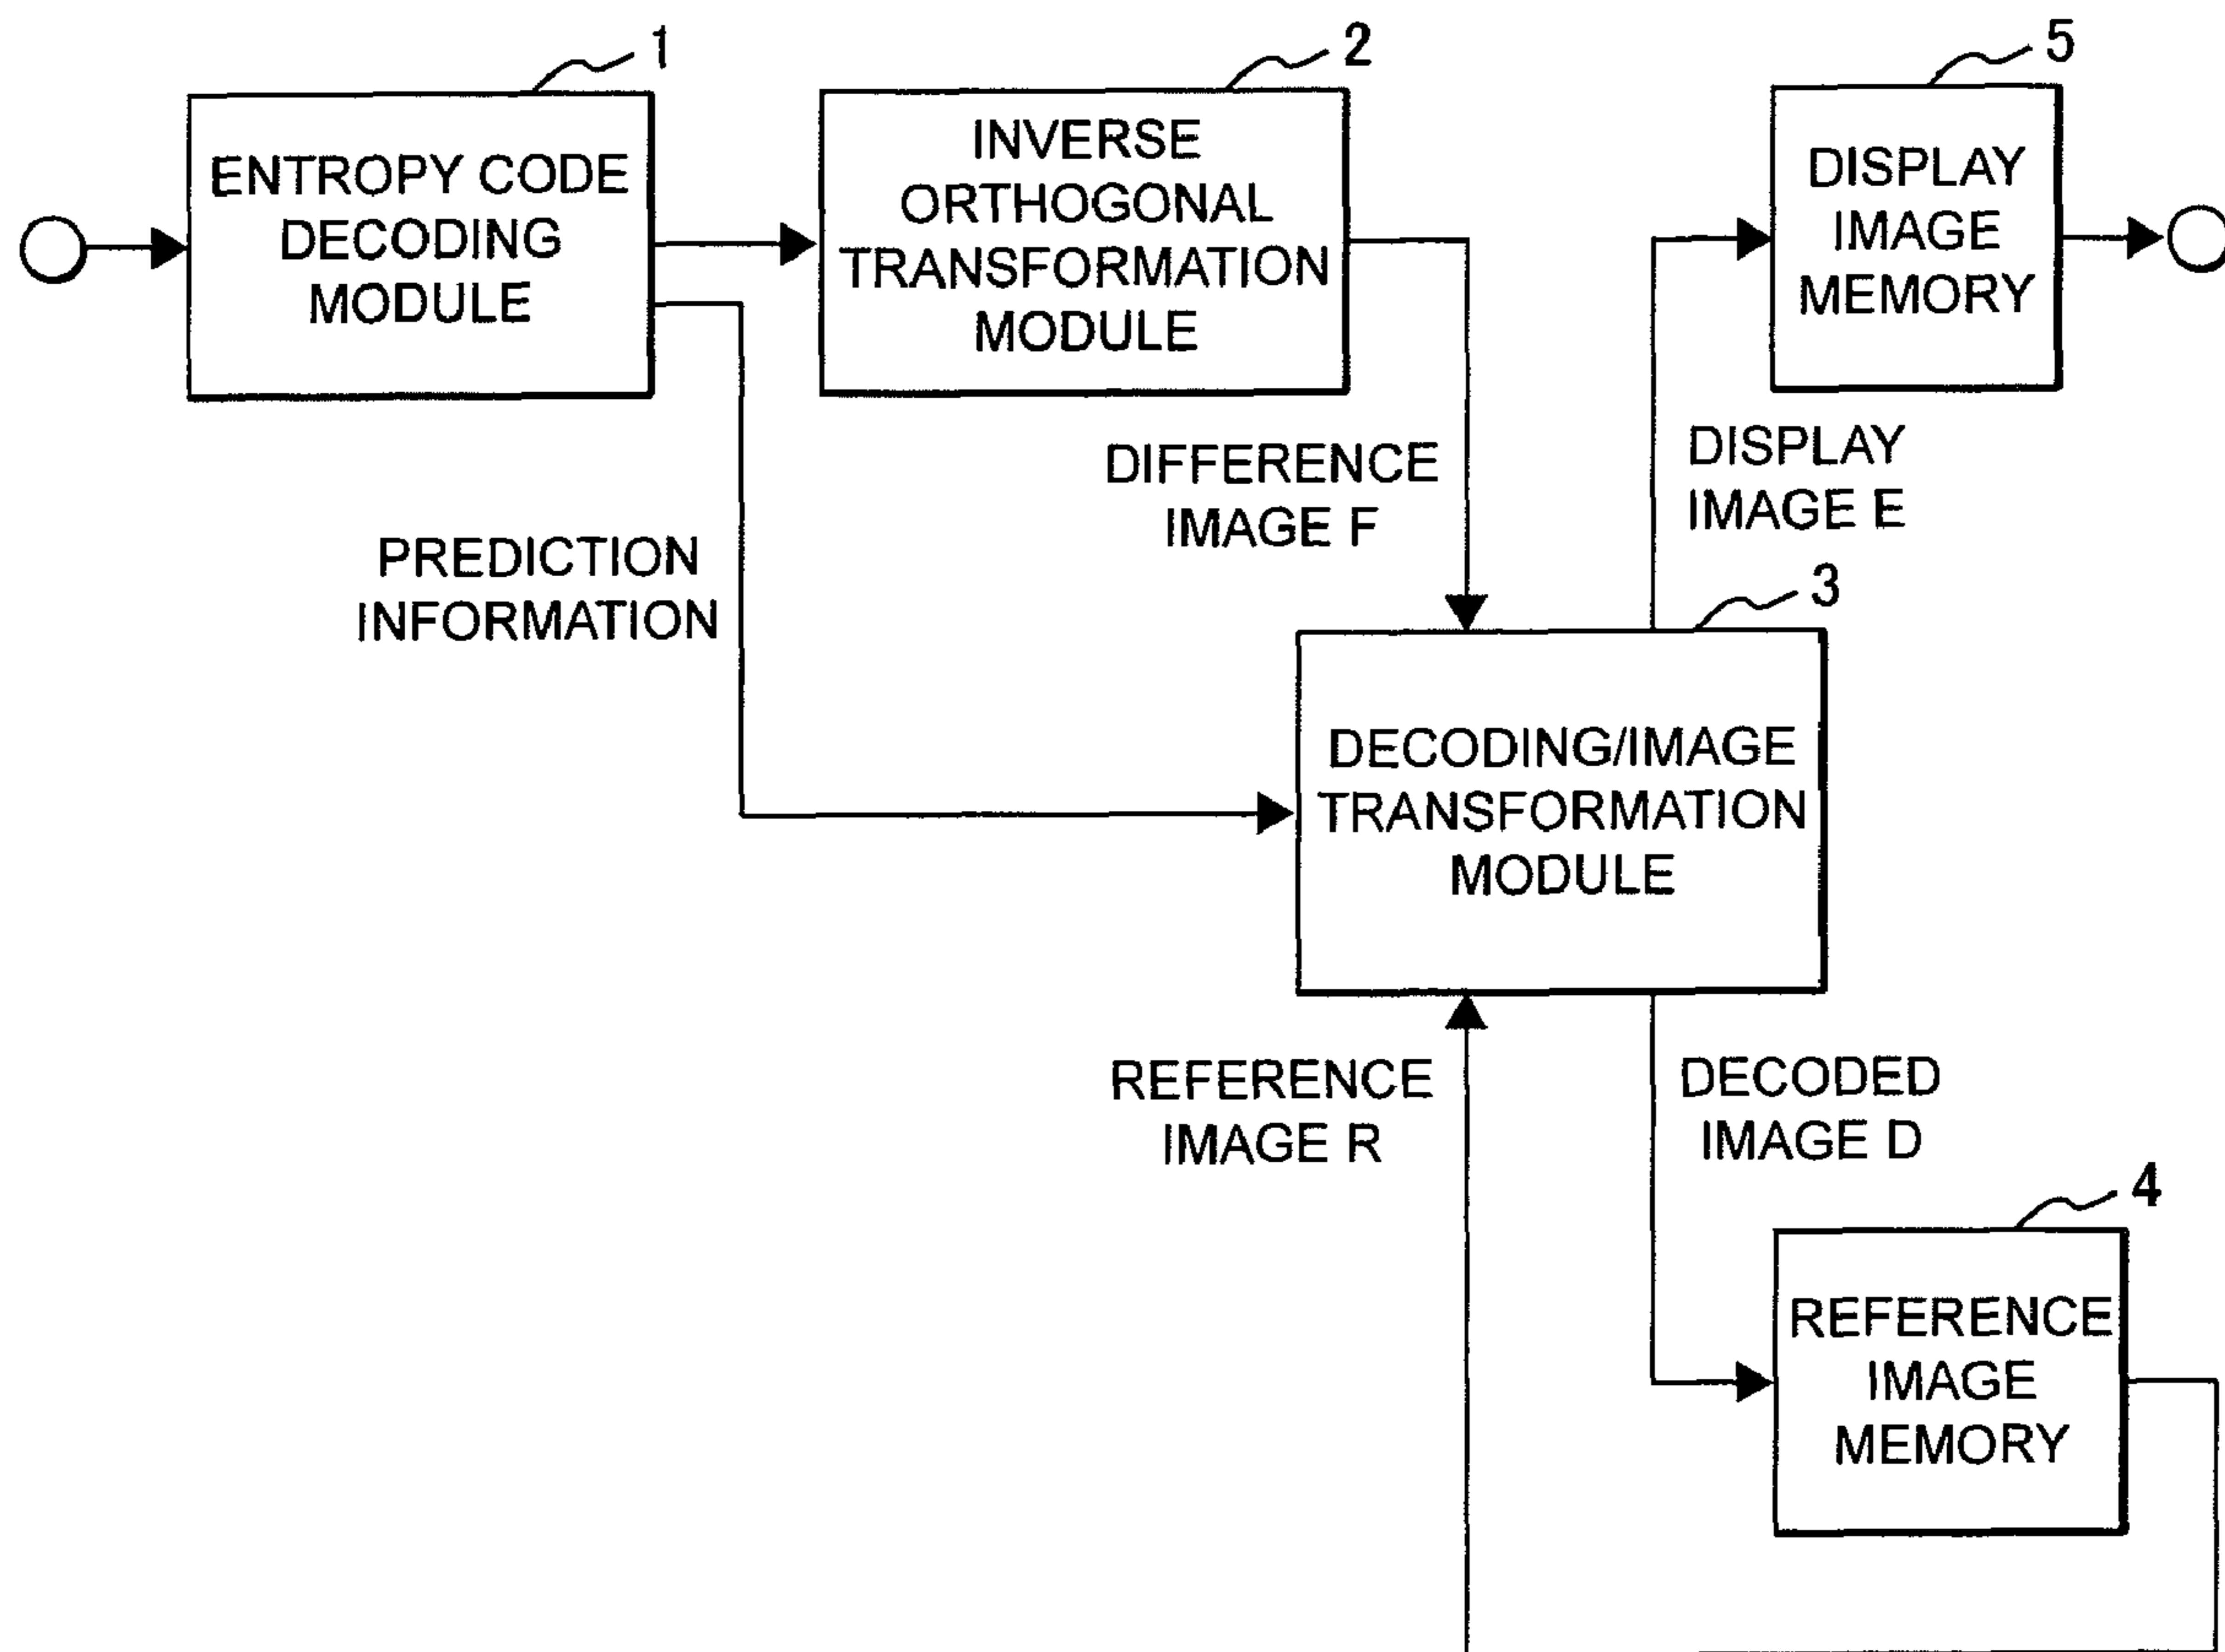 1
ENTROPY CODE
DECODING
MODULE
2
INVERSE
ORTHOGONAL
TRANSFORMATION
MODULE
5
DISPLAY
IMAGE
MEMORY
PREDICTION
INFORMATION
DIFFERENCE
IMAGE F
DISPLAY
IMAGE E
3
DECODING/IMAGE
TRANSFORMATION
MODULE
REFERENCE
IMAGE R
DECODED
IMAGE D
4
REFERENCE
IMAGE
MEMORY